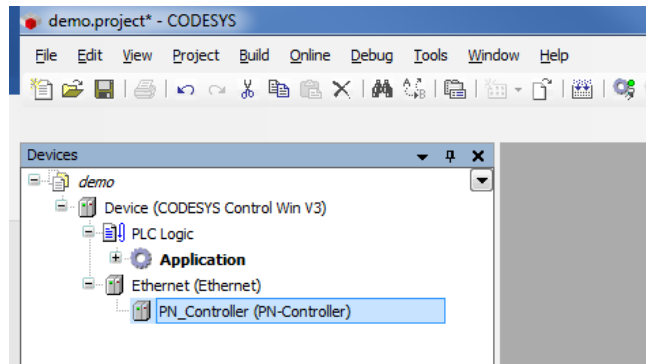 demo.project* - CODESYS
File Edit View Project Build Online Debug Tools Window Help
Devices
demo
Device (CODESYS Control Win V3)
PLC Logic
Application
Ethernet (Ethernet)
PN_Controller (PN-Controller)